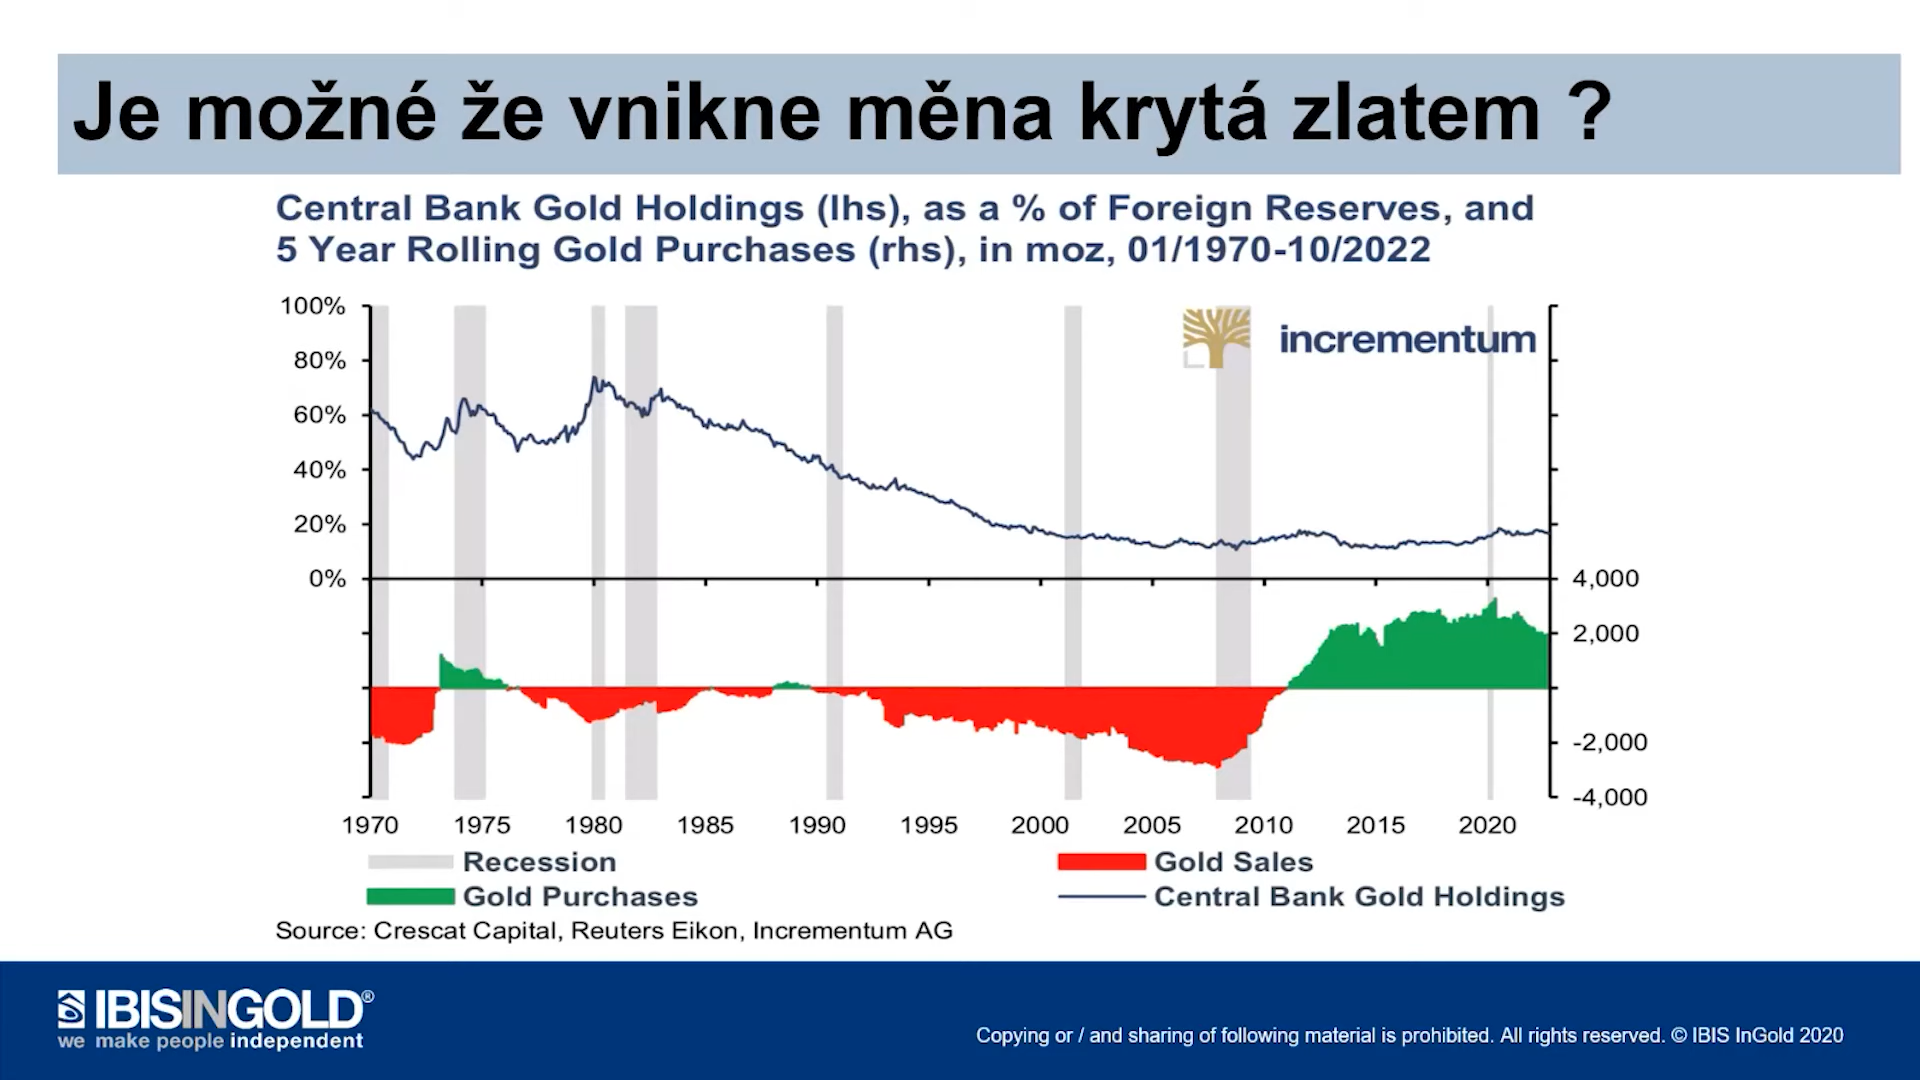 Je možné že vnikne měna krytá zlatem ?
Central Bank Gold Holdings (lhs), as a % of Foreign Reserves, and
5 Year Rolling Gold Purchases (rhs), in moz, 01/1970-10/2022
incrementum
100%
80%
60%
40%
20%
0%
4,000
2,000
-2,000
-4,000
1970 1975 1980 1985 1990 1995 2000 2005 2010 2015 2020
Recession
Gold Sales
Gold Purchases
Central Bank Gold Holdings
Source: Crescat Capital, Reuters Eikon, Incrementum AG
IBISINGOLD®
we make people independent
Copying or / and sharing of following material is prohibited. All rights reserved. © IBIS InGold 2020